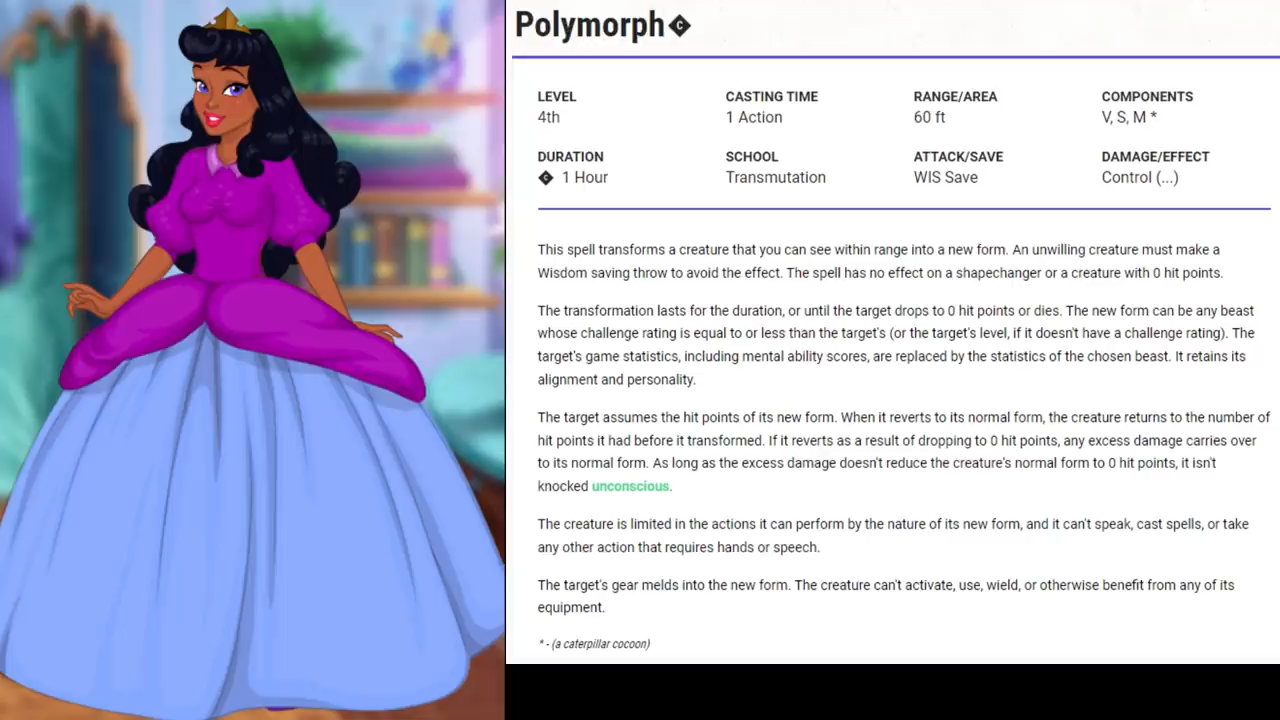 Polymorph
LEVEL CASTING TIME RANGE/AREA COMPONENTS
4th 1 Action 60 ft V, S, M *
DURATION SCHOOL ATTACK/SAVE DAMAGE/EFFECT
C 1 Hour Transmutation WIS Save Control (...)
This spell transforms a creature that you can see within range into a new form. An unwilling creature must make a
Wisdom saving throw to avoid the effect. The spell has no effect on a shapechanger or a creature with 0 hit points.
The transformation lasts for the duration, or until the target drops to 0 hit points or dies. The new form can be any beast
whose challenge rating is equal to or less than the target's (or the target's level, if it doesn't have a challenge rating). The
target's game statistics, including mental ability scores, are replaced by the statistics of the chosen beast. It retains its
alignment and personality.
The target assumes the hit points of its new form. When it reverts to its normal form, the creature returns to the number of
hit points it had before it transformed. If it reverts as a result of dropping to 0 hit points, any excess damage carries over
to its normal form. As long as the excess damage doesn't reduce the creature's normal form to 0 hit points, it isn't
knocked unconscious.
The creature is limited in the actions it can perform by the nature of its new form, and it can't speak, cast spells, or take
any other action that requires hands or speech.
The target's gear melds into the new form. The creature can't activate, use, wield, or otherwise benefit from any of its
equipment.
* - (a caterpillar cocoon)